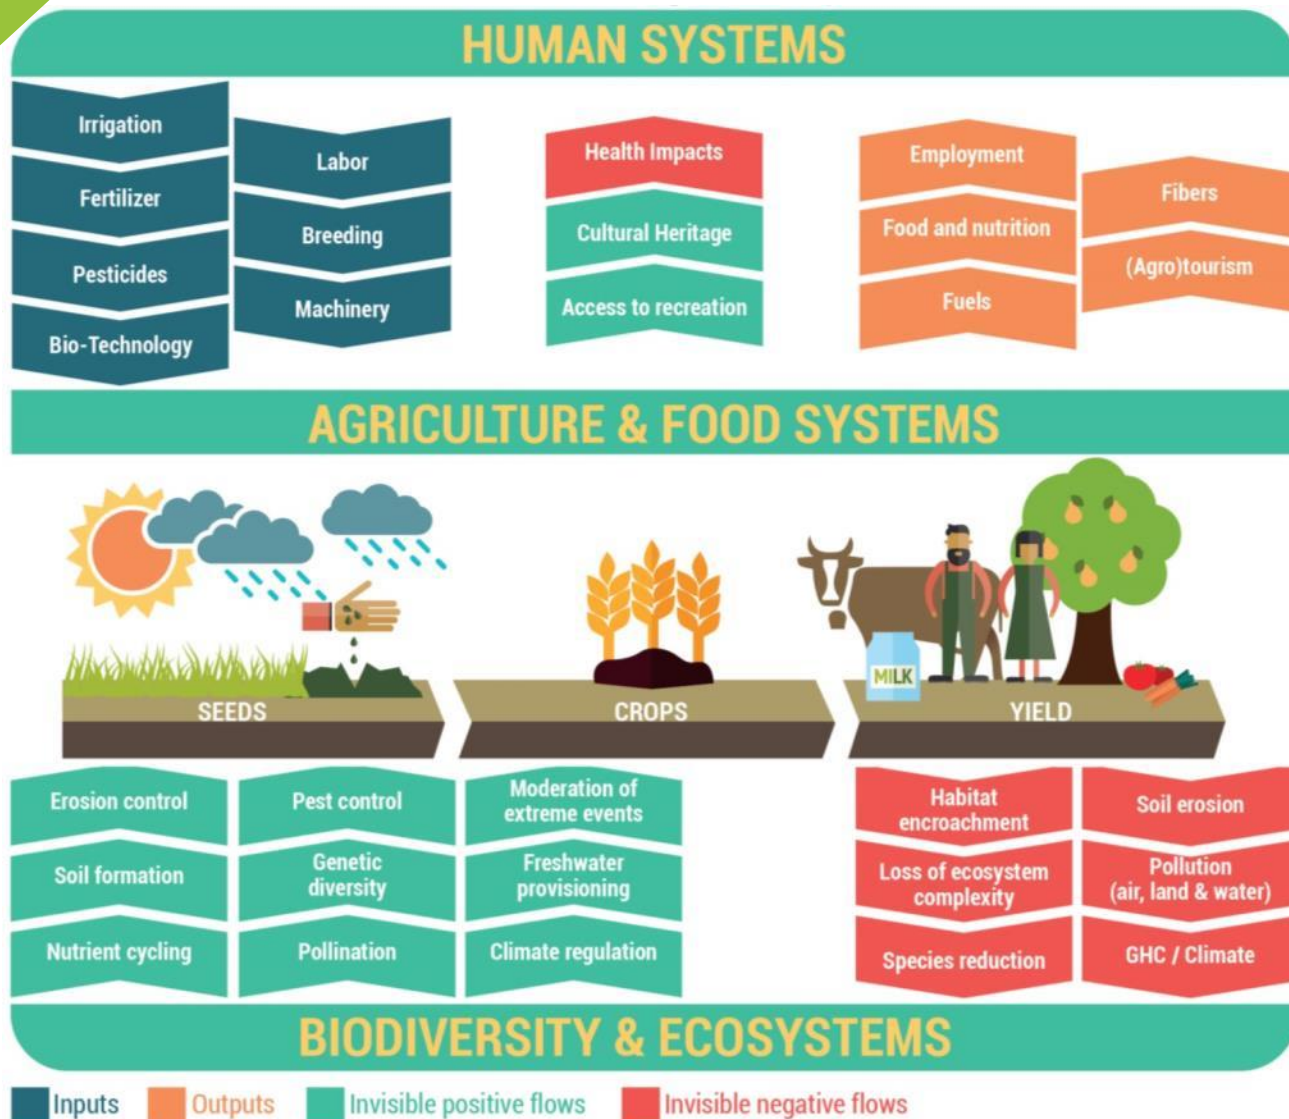 HUMAN SYSTEMS
Irrigation
Fertilizer
Pesticides
Bio-Technology
Labor
Breeding
Machinery
Health Impacts
Cultural Heritage
Access to recreation
Employment
Food and nutrition
Fuels
Fibers
(Agro)tourism
AGRICULTURE & FOOD SYSTEMS
MILK
SEEDS
CROPS
YIELD
Erosion control
Soil formation
Nutrient cycling
Pest control
Genetic
diversity
Pollination
Moderation of
extreme events
Freshwater
provisioning
Climate regulation
Habitat
encroachment
Loss of ecosystem
complexity
Species reduction
Soil erosion
Pollution
(air, land & water)
GHC / Climate
BIODIVERSITY & ECOSYSTEMS
Inputs
Outputs
Invisible positive flows
Invisible negative flows